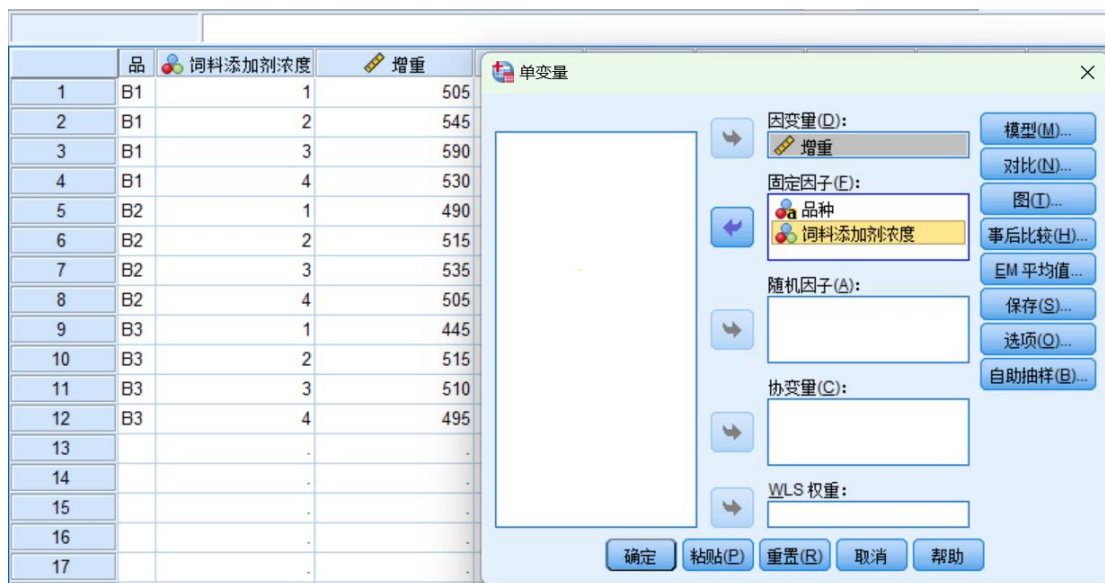 品 饲料添加剂浓度 增重
1 B1 1 505
2 B1 2 545
3 B1 3 590
4 B1 4 530
5 B2 1 490
6 B2 2 515
7 B2 3 535
8 B2 4 505
9 B3 1 445
10 B3 2 515
11 B3 3 510
12 B3 4 495
13 . .
14 . .
15 . .
16 . .
17 . .
单变量
因变量(D):
增重
固定因子(F):
品种
饲料添加剂浓度
随机因子(A):
协变量(C):
WLS 权重:
模型(M)...
对比(N)...
图(T)...
事后比较(H)...
EM 平均值...
保存(S)...
选项(O)...
自助抽样(B)...
确定 粘贴(P) 重置(R) 取消 帮助